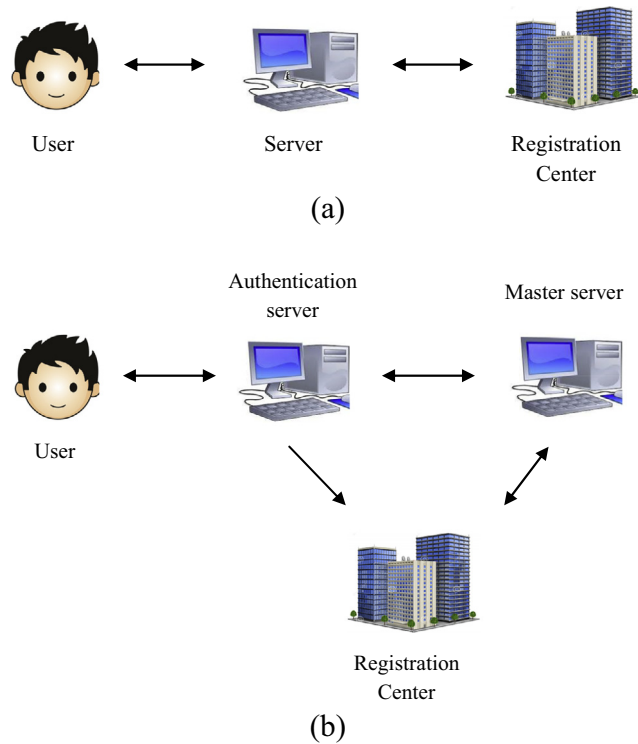 User
Server
Registration
Center
(a)
Authentication
server
Master server
User
Registration
Center
(b)